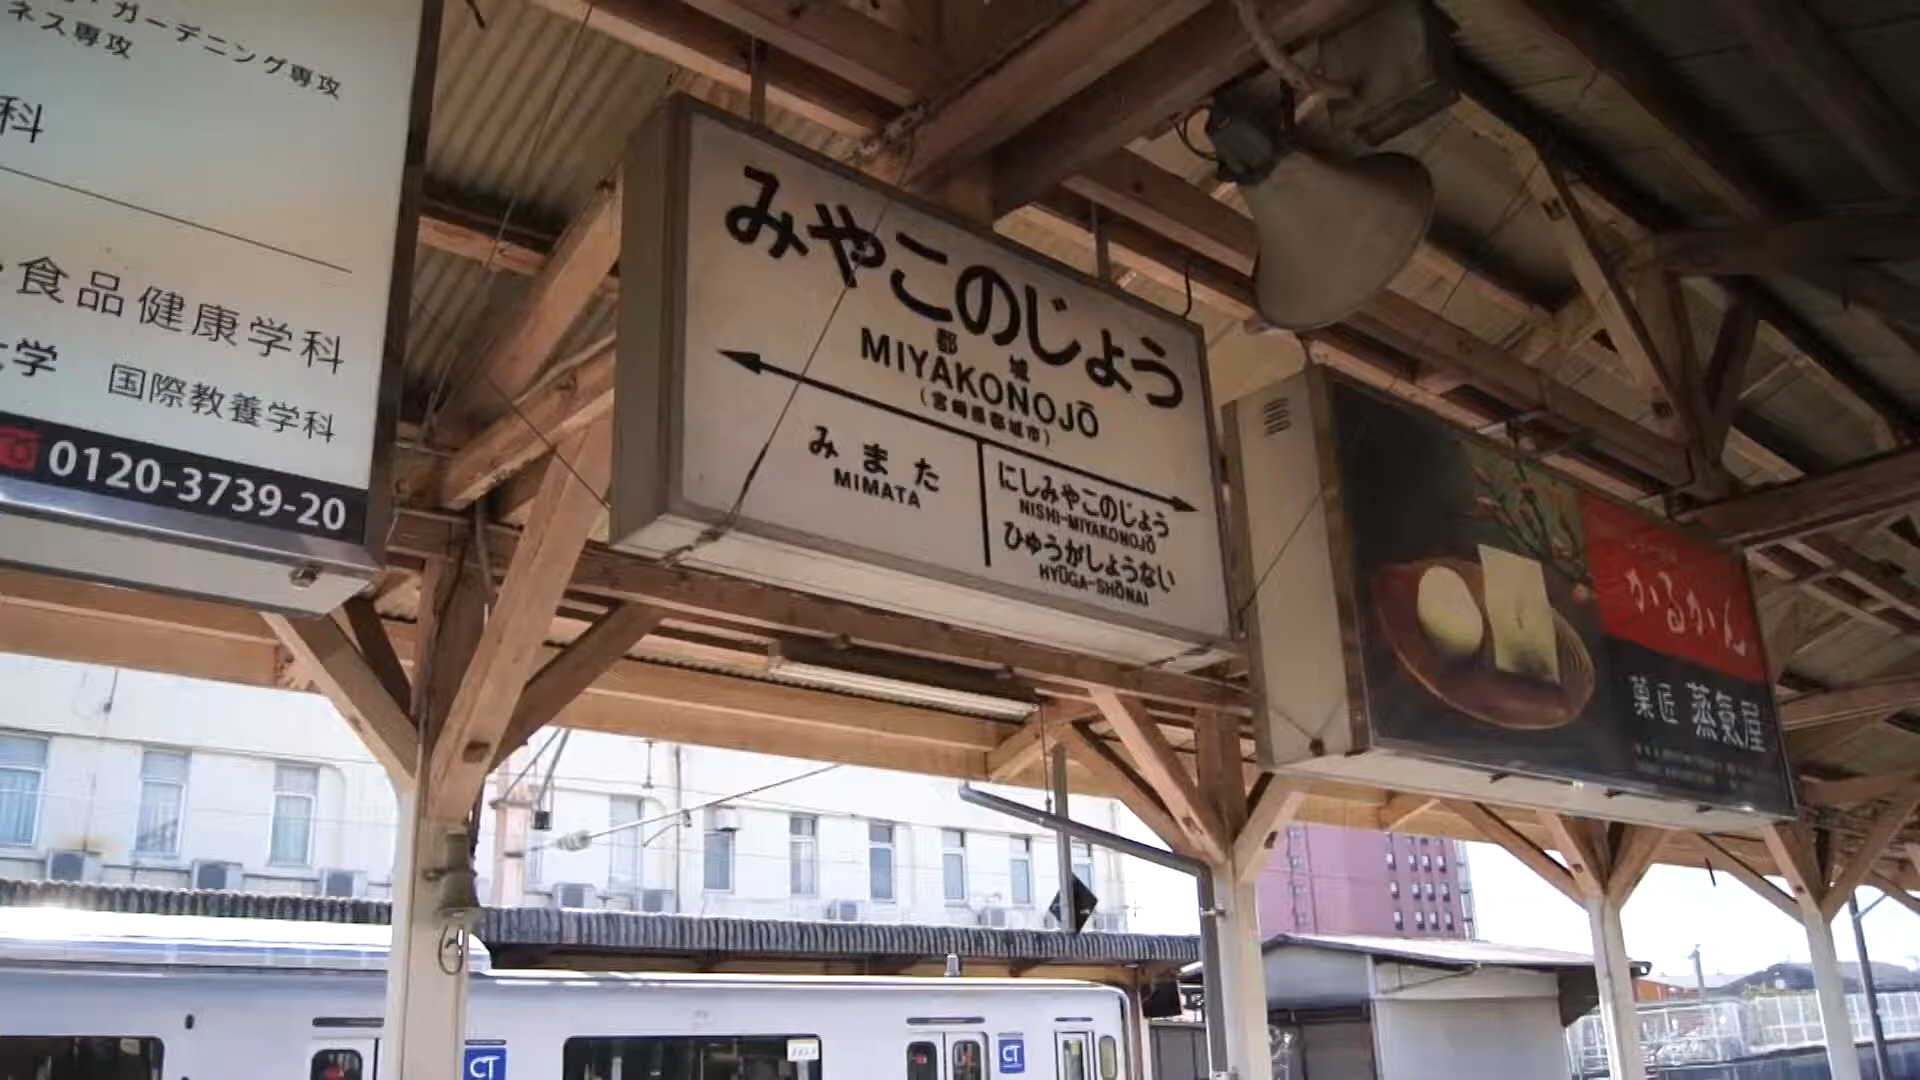 ガーデニング専攻
ネス専攻
科
食品健康学科
大学 国際教養学科
0120-3739-20
みやこのじょう
都城
MIYAKONOJŌ
(宮崎県都城市)
みまた
MIMATA
にしみやこのじょう
NISHI-MIYAKONOJŌ
ひゅうがしょうない
HYŪGA-SHŌNAI
かるかん
菓匠 蒸氣屋
CT
CT